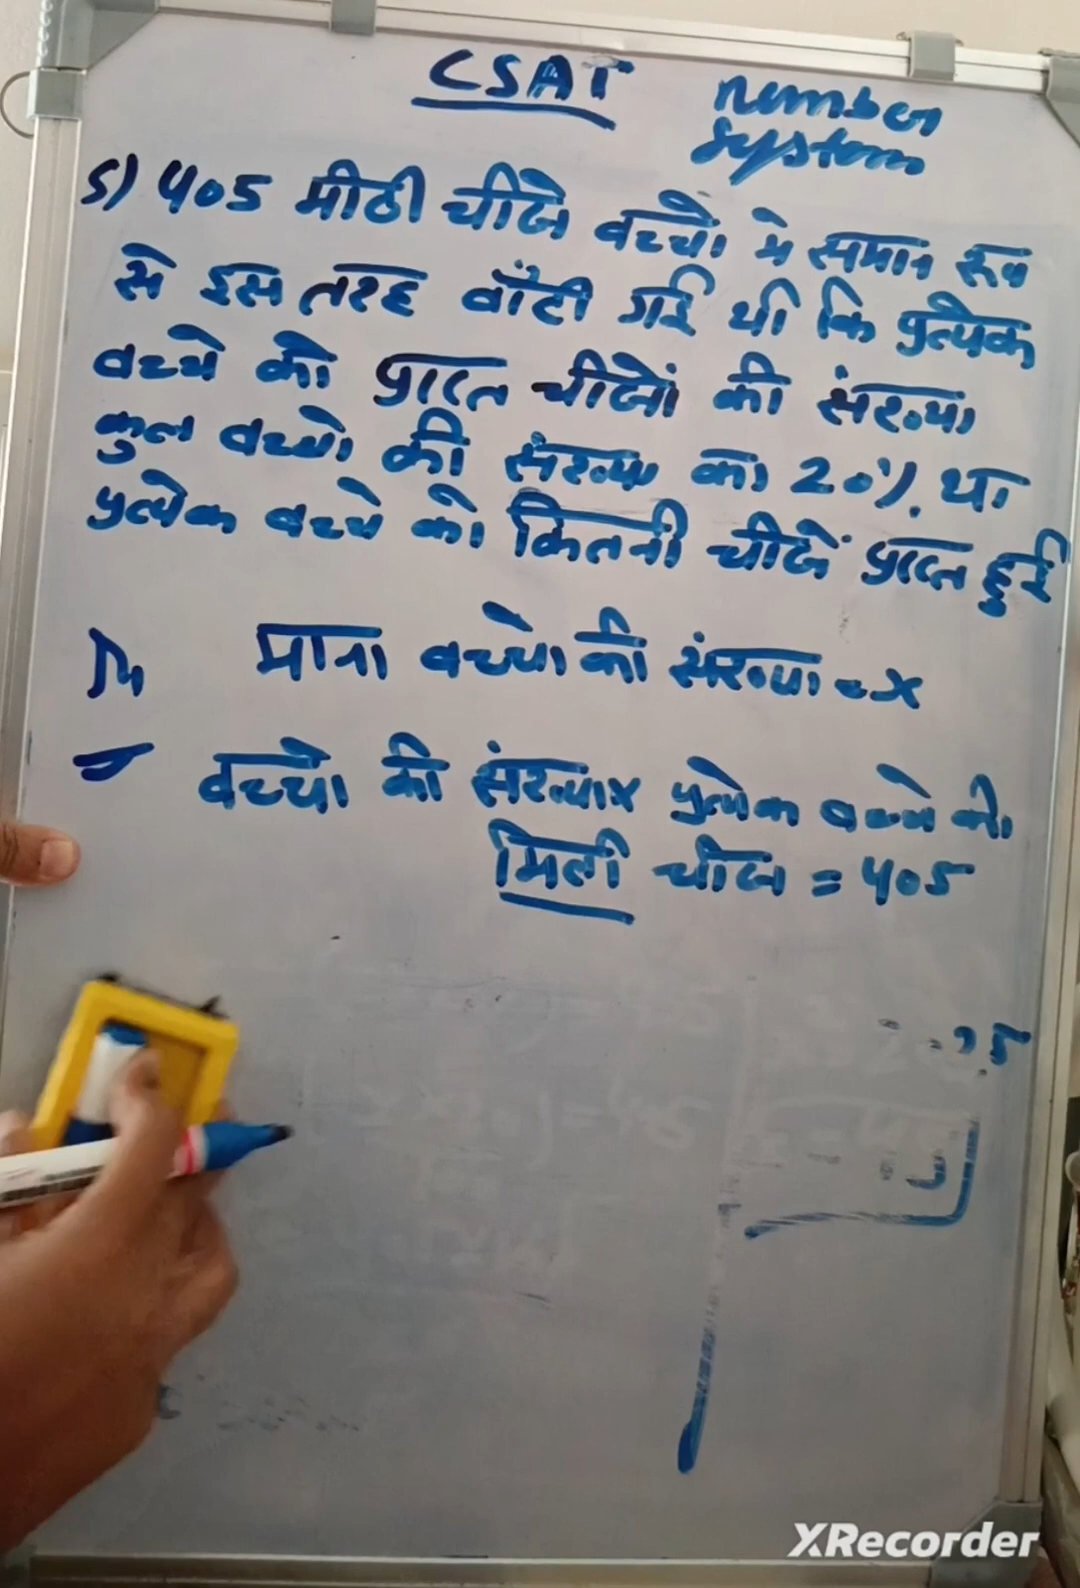 CSAT number
system
5) 405 मीठी चीजे बच्चों मे समान रूप
से इस तरह बाँटी गई थी कि प्रत्येक
बच्चे को प्राप्त चीजों की संख्या
कुल बच्चो की संख्या का 20% था
प्रत्येक बच्चे को कितनी चीजें प्राप्त हुई
माना बच्चो की संख्या = x
बच्चो की संख्या x प्रत्येक बच्चे को
मिली चीज = 405
XRecorder